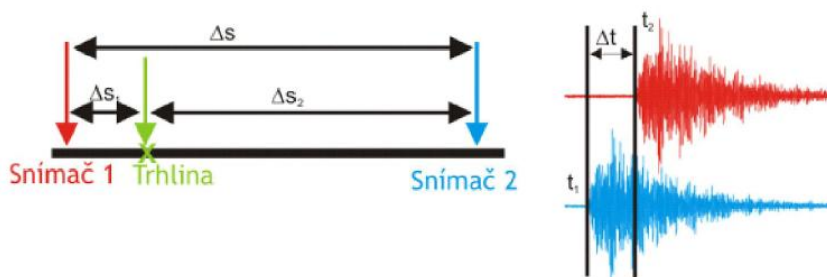 Δs
Δs₁
Δs₂
Snímač 1
Trhlina
Snímač 2
t₂
Δt
t₁